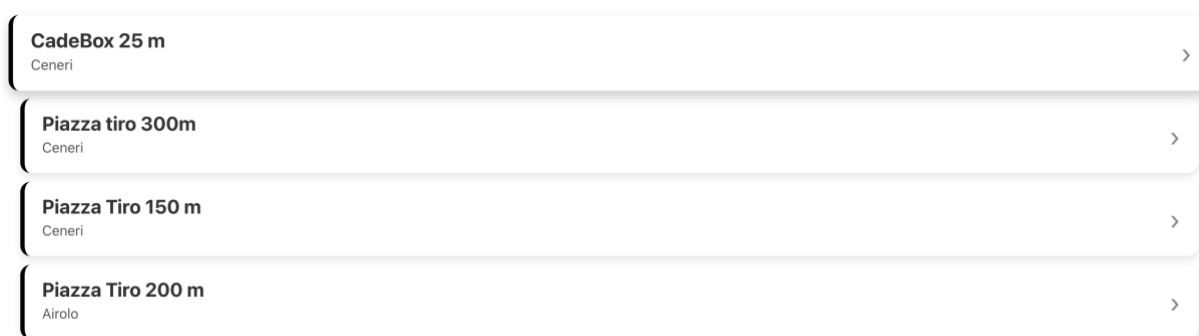 CadeBox 25 m
Ceneri
Piazza tiro 300m
Ceneri
Piazza Tiro 150 m
Ceneri
Piazza Tiro 200 m
Airolo